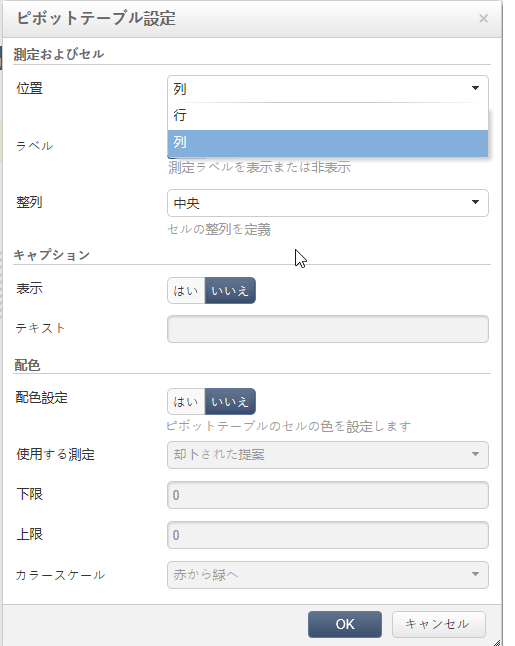 ピボットテーブル設定
×
測定およびセル
位置
列
行
列
ラベル
測定ラベルを表示または非表示
整列
中央
セルの整列を定義
キャプション
表示
はい いいえ
テキスト
配色
配色設定
はい いいえ
ピボットテーブルのセルの色を設定します
使用する測定
却下された提案
下限
0
上限
0
カラースケール
赤から緑へ
OK キャンセル